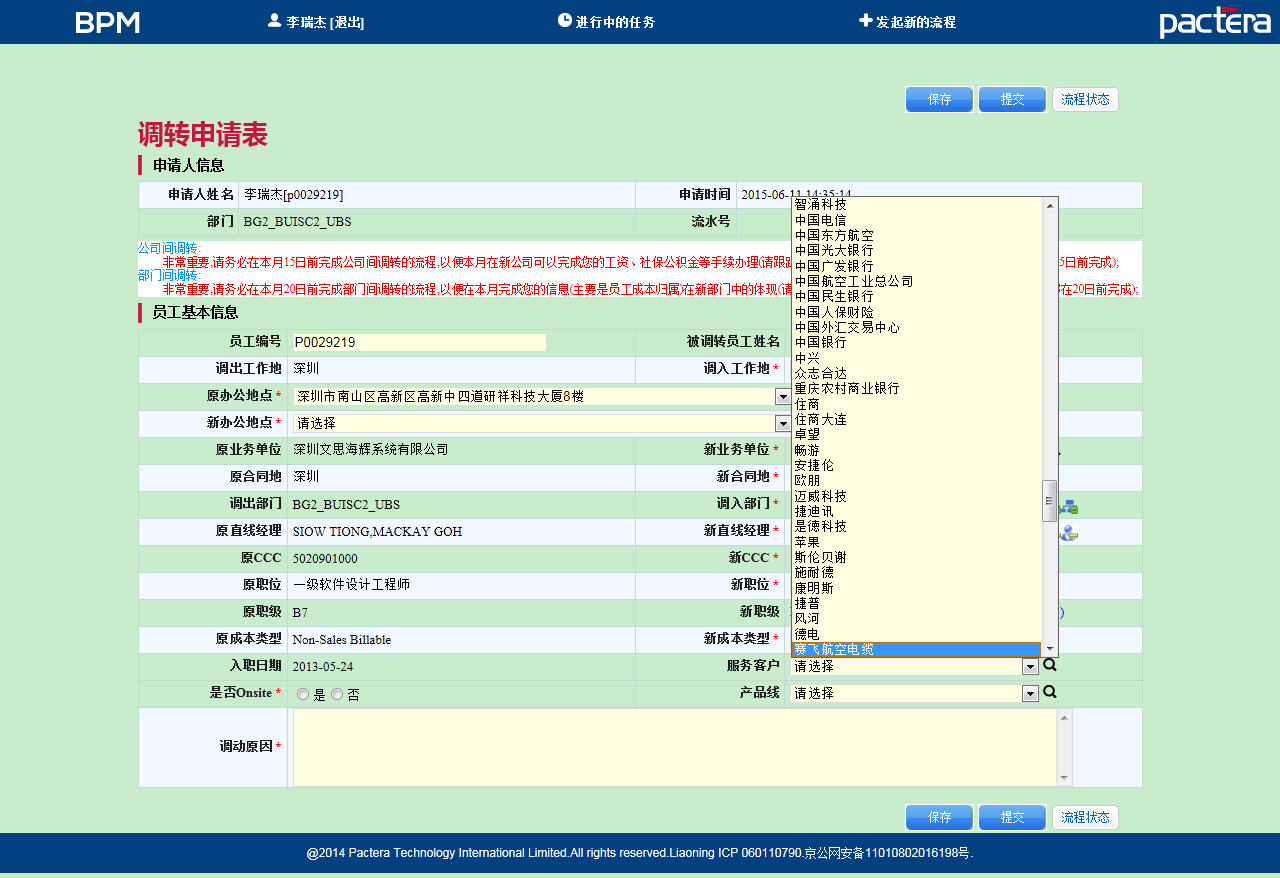 BPM 李瑞杰 [退出] 进行中的任务 发起新的流程 pactera
保存 提交 流程状态
调转申请表
申请人信息
申请人姓名 李瑞杰[p0029219] 申请时间 2015-06-11 14:35:14
部门 BG2_BUISC2_UBS 流水号
公司间调转:
非常重要,请务必在本月15日前完成公司间调转的流程,以便本月在新公司可以完成您的工资、社保公积金等手续办理(请跟踪 5日前完成);
部门间调转:
非常重要,请务必在本月20日前完成部门间调转的流程,以便在本月完成您的信息(主要是员工成本归属)在新部门中的体现(请 在20日前完成);
员工基本信息
员工编号 P0029219 被调转员工姓名
调出工作地 深圳 调入工作地 *
原办公地点 * 深圳市南山区高新区高新中四道研祥科技大厦8楼
新办公地点 * 请选择
原业务单位 深圳文思海辉系统有限公司 新业务单位 *
原合同地 深圳 新合同地 *
调出部门 BG2_BUISC2_UBS 调入部门 *
原直线经理 SIOW TIONG,MACKAY GOH 新直线经理 *
原CCC 5020901000 新CCC *
原职位 一级软件设计工程师 新职位 *
原职级 B7 新职级 )
原成本类型 Non-Sales Billable 新成本类型 *
智涌科技
中国电信
中国东方航空
中国光大银行
中国广发银行
中国航空工业总公司
中国民生银行
中国人保财险
中国外汇交易中心
中国银行
中兴
众志合达
重庆农村商业银行
住商
住商大连
卓望
畅游
安捷伦
欧朋
迈威科技
捷迪讯
是德科技
苹果
斯伦贝谢
施耐德
康明斯
捷普
风河
德电
赛飞航空电缆
入职日期 2013-05-24 服务客户 请选择
是否Onsite * 是 否 产品线 请选择
调动原因 *
保存 提交 流程状态
@2014 Pactera Technology International Limited.All rights reserved.Liaoning ICP 060110790.京公网安备11010802016198号.